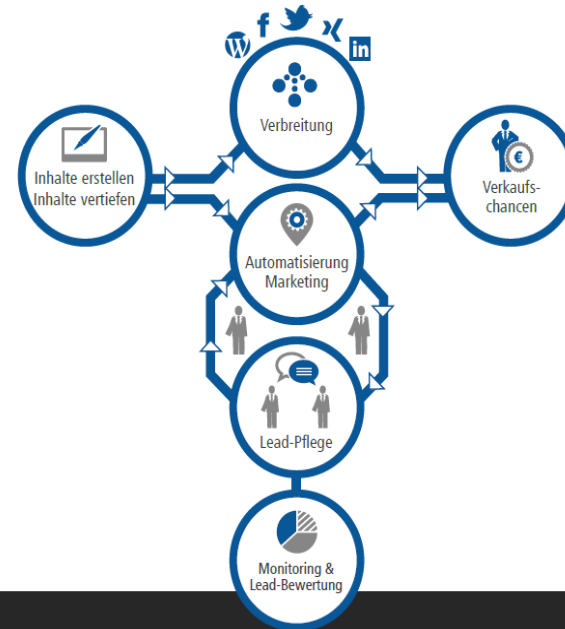 Verbreitung
Inhalte erstellen
Inhalte vertiefen
Verkaufs-
chancen
Automatisierung
Marketing
Lead-Pflege
Monitoring &
Lead-Bewertung